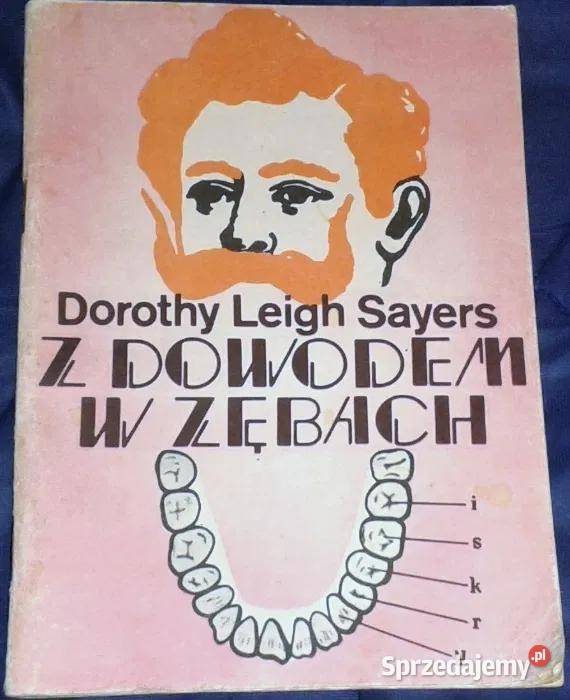 Dorothy Leigh Sayers
Z DOWODEM
W ZĘBACH
i
s
k
r
y
Sprzedajemy.pl